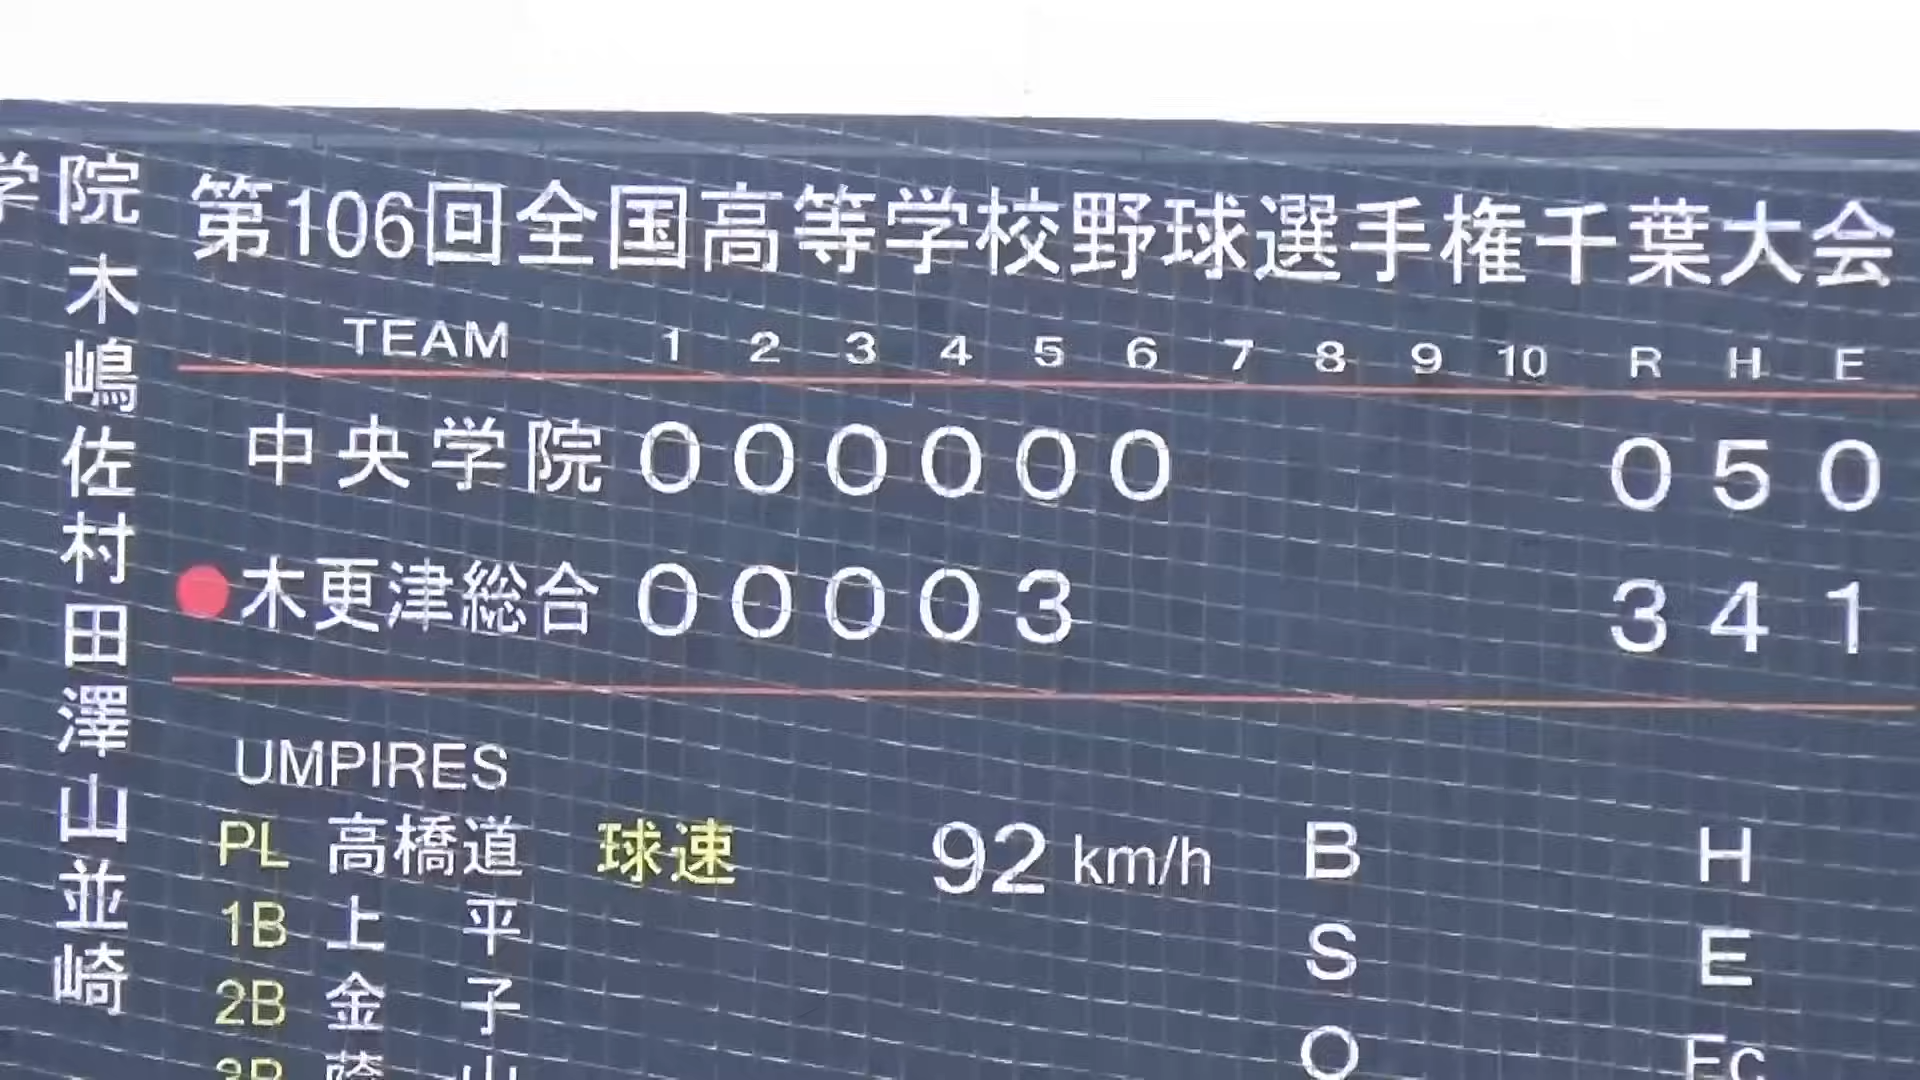 学院
木
嶋
佐
村
田
澤
山
並
崎
第106回全国高等学校野球選手権千葉大会
TEAM 1 2 3 4 5 6 7 8 9 10 R H E
中央学院 0 0 0 0 0 0 0 5 0
木更津総合 0 0 0 0 3 3 4 1
UMPIRES
PL 高橋道 球速 92 km/h B H
1B 上平 S E
2B 金子 O Fc
3B 蔭山